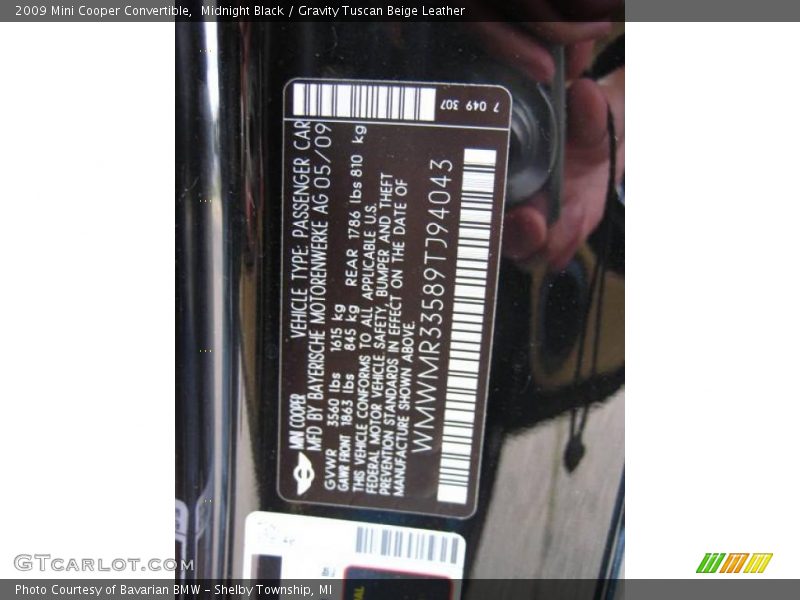 2009 Mini Cooper Convertible,  Midnight Black / Gravity Tuscan Beige Leather
7 049 307
MINI COOPER VEHICLE TYPE: PASSENGER CAR
MFD BY BAYERISCHE MOTORENWERKE AG 05/09
GVWR 3560 lbs 1615 kg
GAWR FRONT 1863 lbs 845 kg REAR 1786 lbs 810 kg
THIS VEHICLE CONFORMS TO ALL APPLICABLE U.S.
FEDERAL MOTOR VEHICLE SAFETY, BUMPER AND THEFT
PREVENTION STANDARDS IN EFFECT ON THE DATE OF
MANUFACTURE SHOWN ABOVE.
WMWMR33589TJ94043
GTCarlot.com
Photo Courtesy of Bavarian BMW - Shelby Township, MI